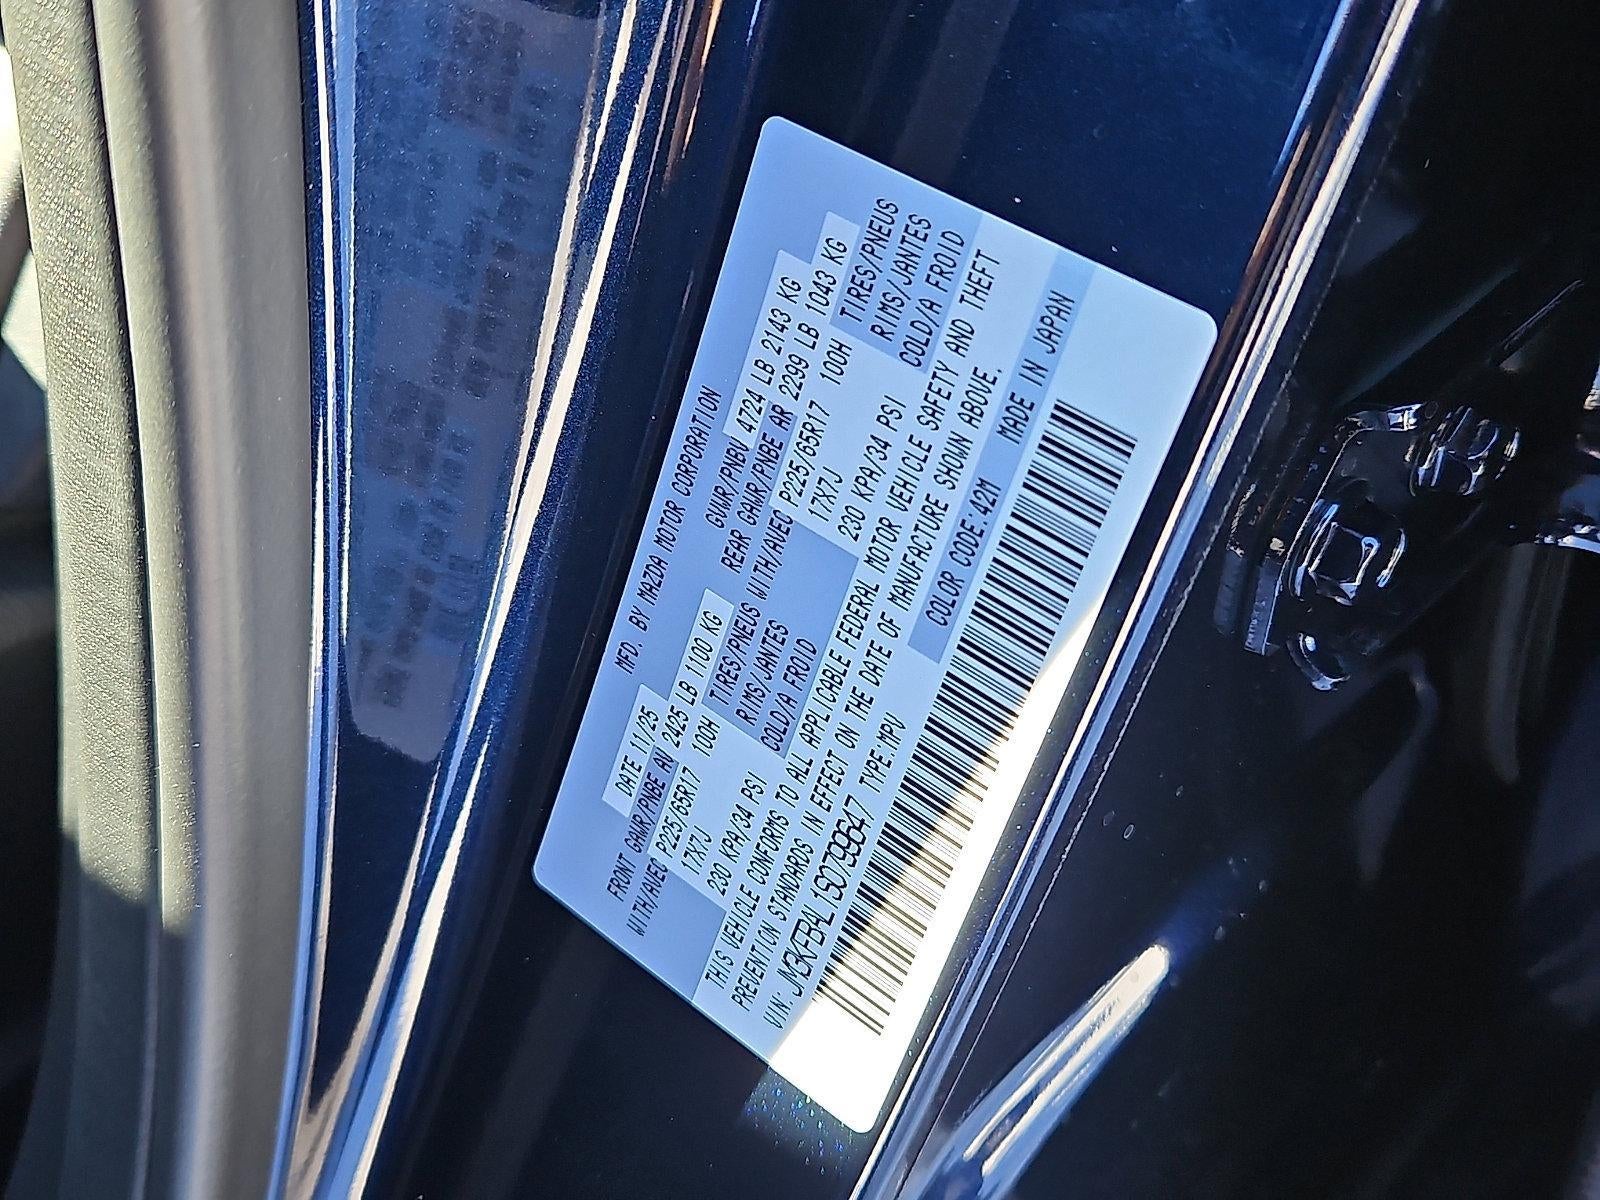 MFD. BY MAZDA MOTOR CORPORATION
DATE 11/25 GVWR/PNBV 4724 LB 2143 KG
FRONT GAWR/PNBE AV 2425 LB 1100 KG REAR GAWR/PNBE AR 2299 LB 1043 KG
WITH/AVEC P225/65R17 100H TIRES/PNEUS WITH/AVEC P225/65R17 100H TIRES/PNEUS
17X7J RIMS/JANTES 17X7J RIMS/JANTES
230 KPA/34 PSI COLD/A FROID 230 KPA/34 PSI COLD/A FROID
THIS VEHICLE CONFORMS TO ALL APPLICABLE FEDERAL MOTOR VEHICLE SAFETY AND THEFT
PREVENTION STANDARDS IN EFFECT ON THE DATE OF MANUFACTURE SHOWN ABOVE.
VIN: JM3KFBAL1S0799647 TYPE:MPV COLOR CODE:42M MADE IN JAPAN